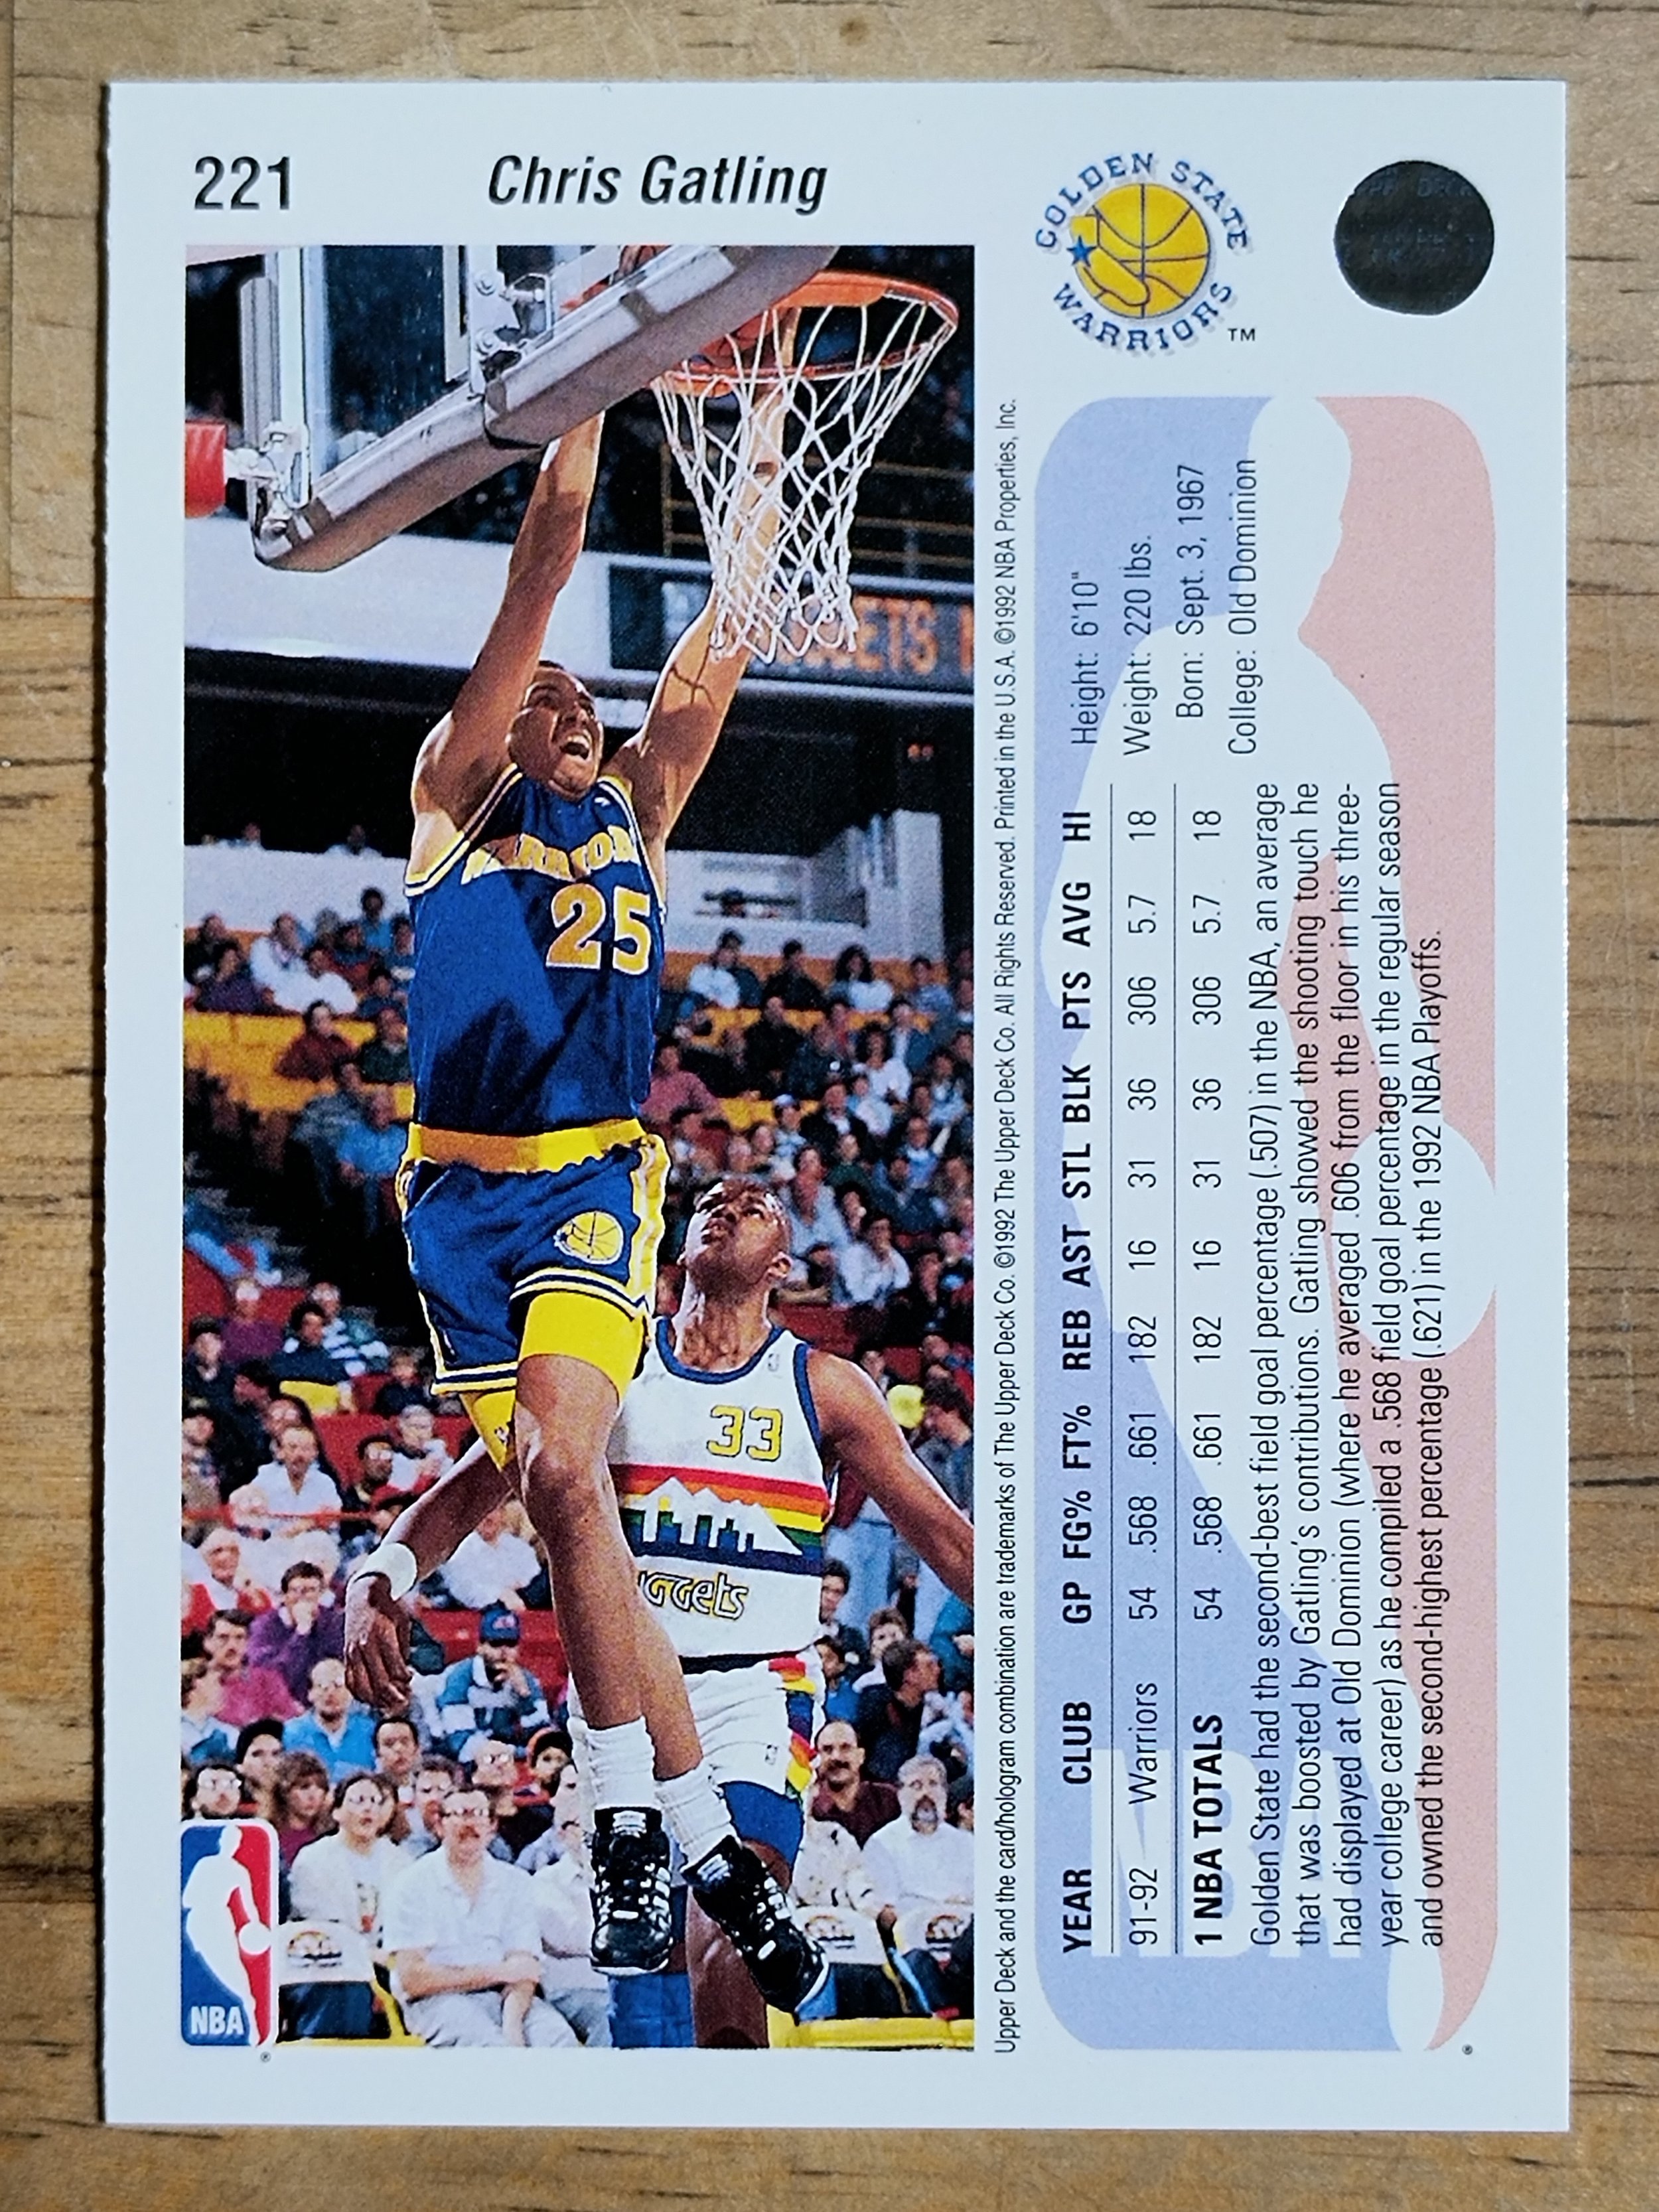 221
Chris Gatling
GOLDEN STATE
WARRIORS
TM
WARRIORS
25
ETS
33
uggets
NBA
Upper Deck and the card/hologram combination are trademarks of The Upper Deck Co. ©1992 The Upper Deck Co. All Rights Reserved. Printed in the U.S.A. ©1992 NBA Properties, Inc.
Height: 6'10"
Weight: 220 lbs.
Born: Sept. 3, 1967
College: Old Dominion
YEAR CLUB GP FG% FT% REB AST STL BLK PTS AVG HI
91-92 Warriors 54 .568 .661 182 16 31 36 306 5.7 18
1 NBA TOTALS 54 .568 .661 182 16 31 36 306 5.7 18
Golden State had the second-best field goal percentage (.507) in the NBA, an average
that was boosted by Gatling's contributions. Gatling showed the shooting touch he
had displayed at Old Dominion (where he averaged .606 from the floor in his three-
year college career) as he compiled a .568 field goal percentage in the regular season
and owned the second-highest percentage (.621) in the 1992 NBA Playoffs.
NBA